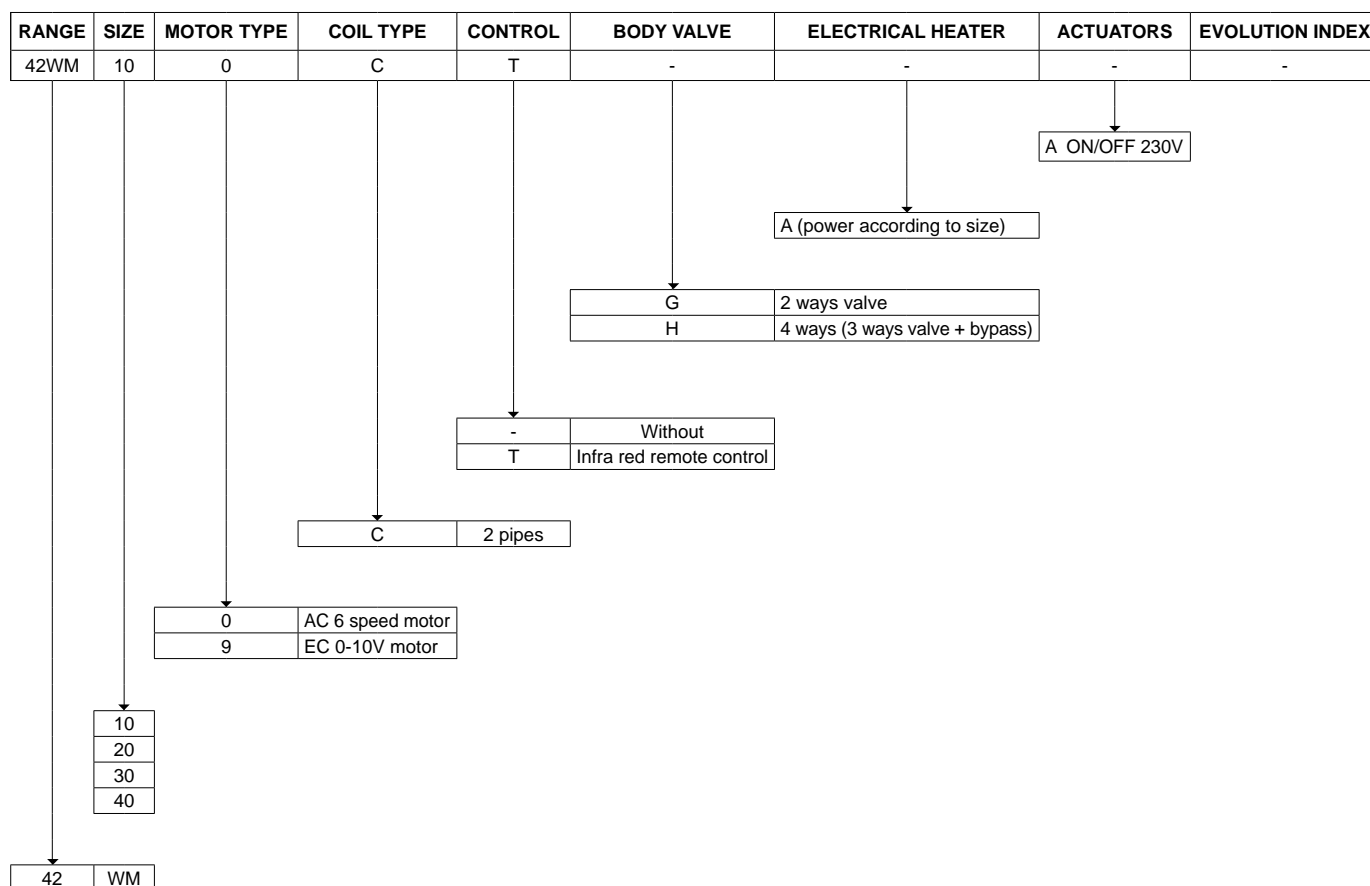 RANGE SIZE MOTOR TYPE COIL TYPE CONTROL BODY VALVE ELECTRICAL HEATER ACTUATORS EVOLUTION INDEX
42WM 10 0 C T - - - -
A ON/OFF 230V
A (power according to size)
G 2 ways valve
H 4 ways (3 ways valve + bypass)
- Without
T Infra red remote control
C 2 pipes
0 AC 6 speed motor
9 EC 0-10V motor
10
20
30
40
42 WM